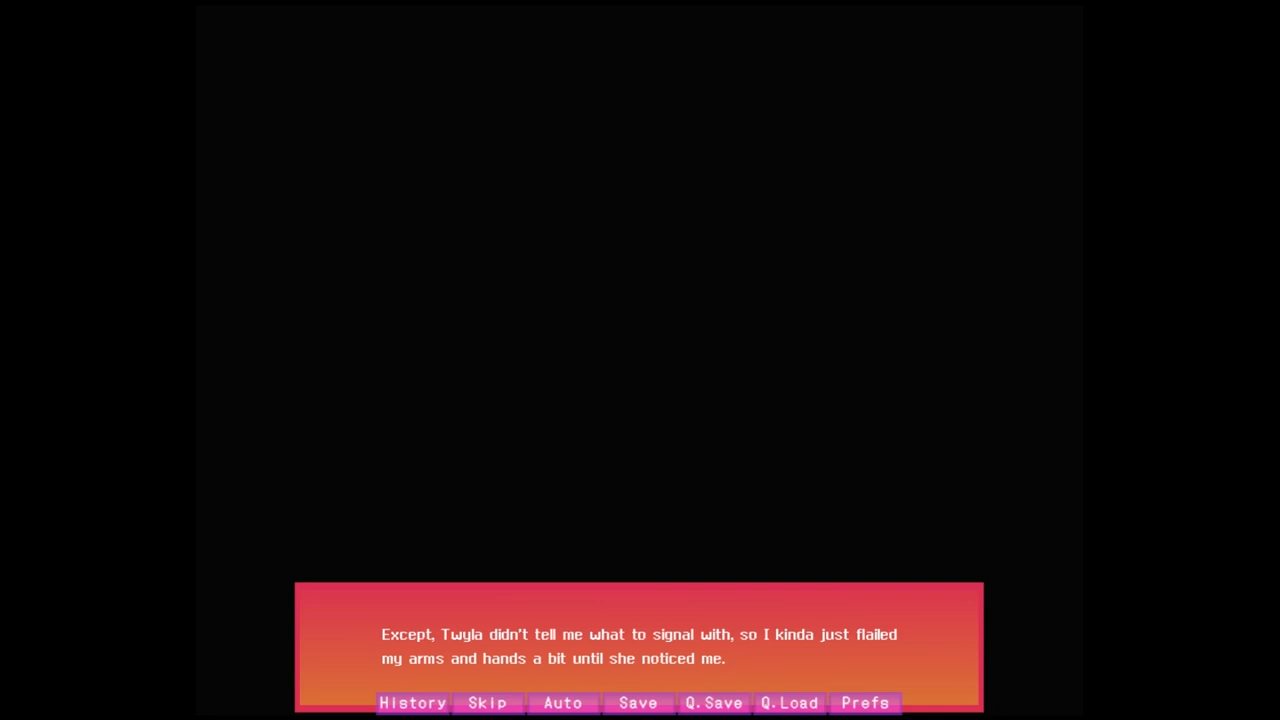 Except, Twyla didn't tell me what to signal with, so I kinda just flailed
my arms and hands a bit until she noticed me.
History Skip Auto Save Q.Save Q.Load Prefs